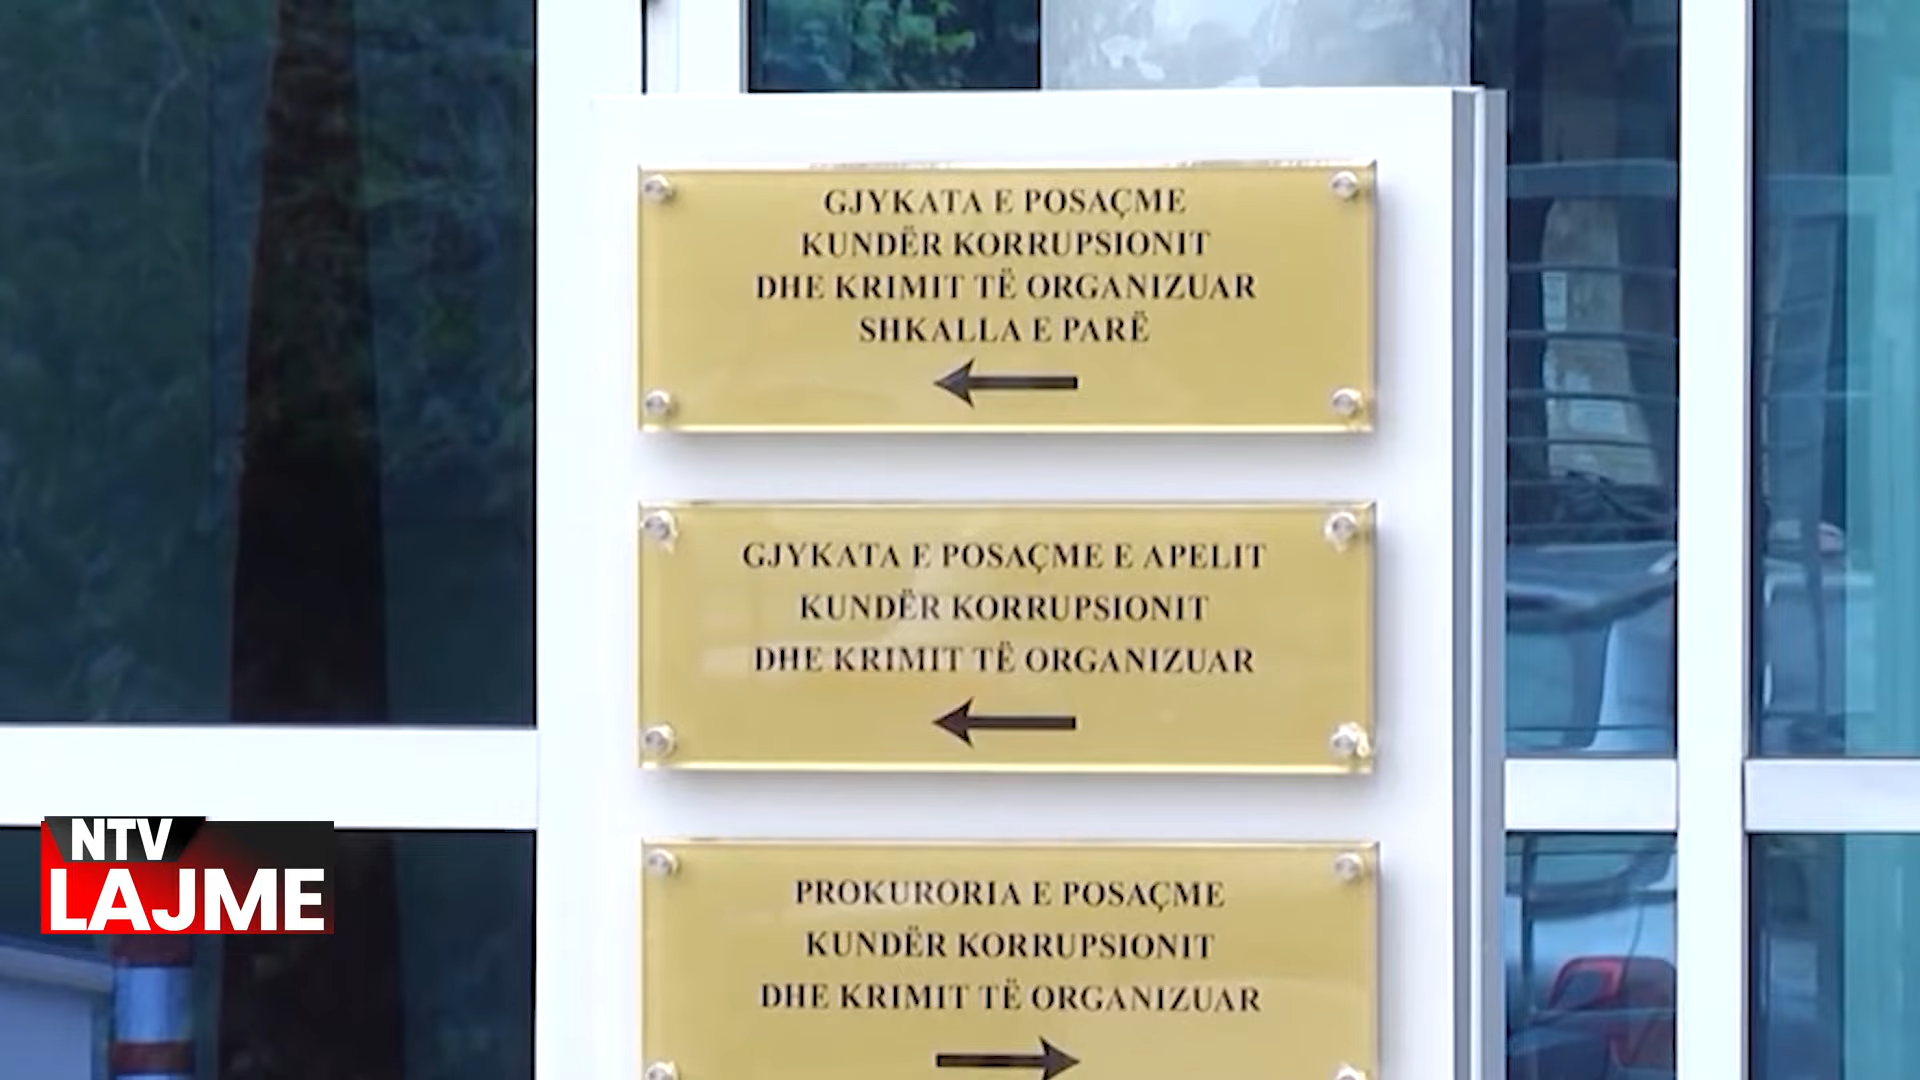 GJYKATA E POSAÇME
KUNDËR KORRUPSIONIT
DHE KRIMIT TË ORGANIZUAR
SHKALLA E PARË
GJYKATA E POSAÇME E APELIT
KUNDËR KORRUPSIONIT
DHE KRIMIT TË ORGANIZUAR
PROKURORIA E POSAÇME
KUNDËR KORRUPSIONIT
DHE KRIMIT TË ORGANIZUAR
NTV
LAJME